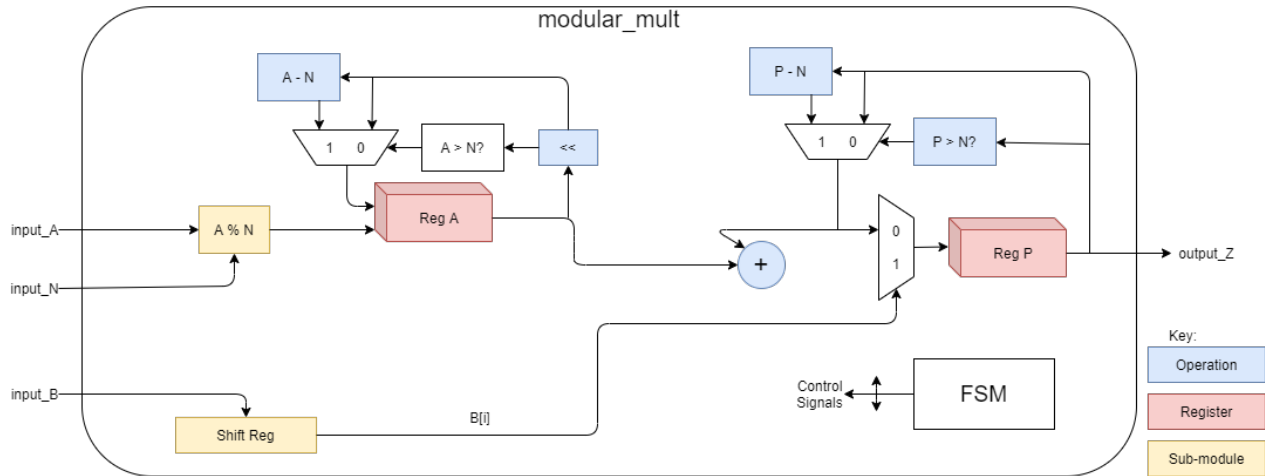 modular_mult
A - N
P - N
1 0
A > N?
<<
1 0
P > N?
input_A
A % N
Reg A
0
1
Reg P
output_Z
+
input_N
Key:
Operation
input_B
Control
Signals
FSM
Register
B[i]
Shift Reg
Sub-module